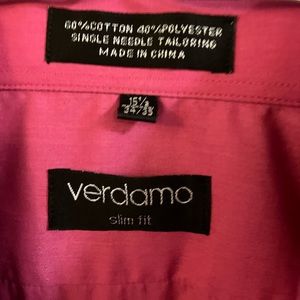 60%COTTON 40%POLYESTER
SINGLE NEEDLE TAILORING
MADE IN CHINA
15½
34/35
verdamo
slim fit